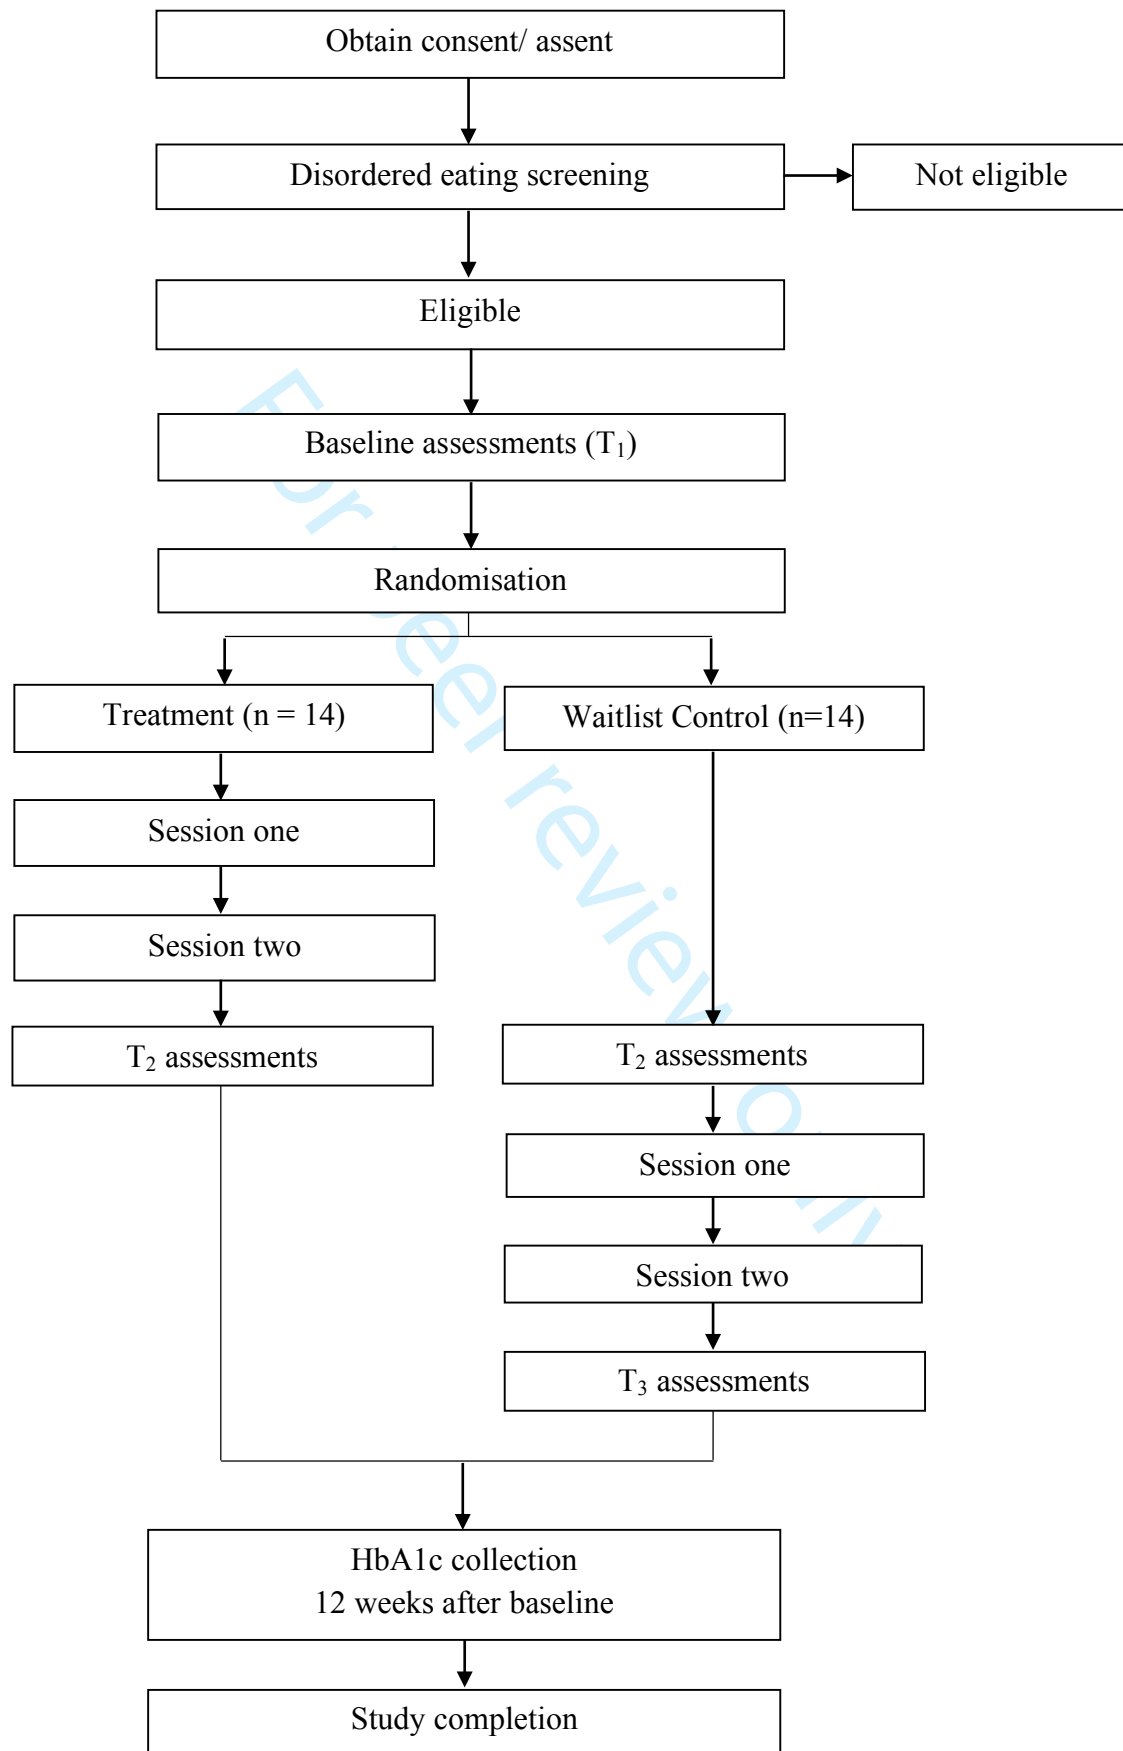 Obtain consent/ assent
Disordered eating screening
Not eligible
Eligible
Baseline assessments (T₁)
Randomisation
Treatment (n = 14)
Waitlist Control (n=14)
Session one
Session two
T₂ assessments
T₂ assessments
Session one
Session two
T₃ assessments
HbA1c collection
12 weeks after baseline
Study completion
For peer review only